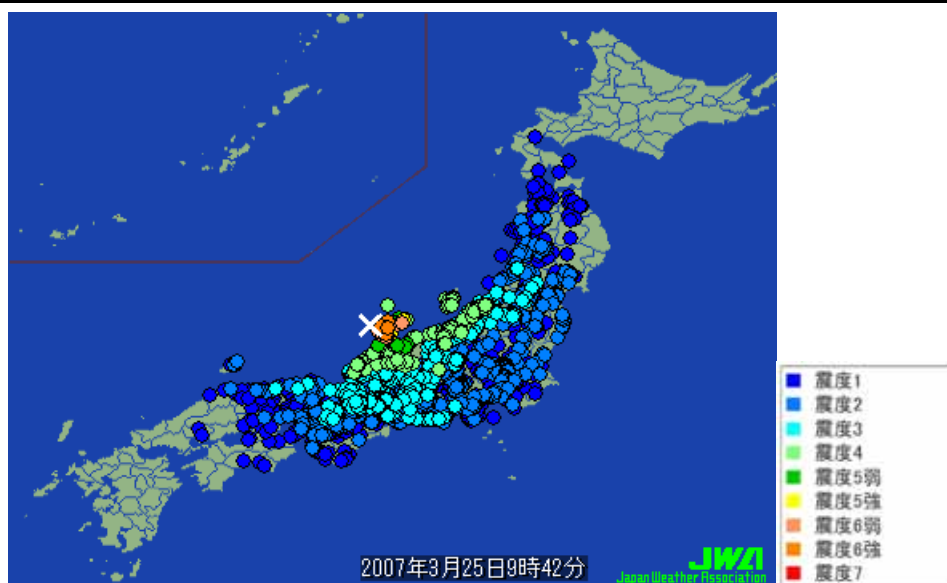 震度1
震度2
震度3
震度4
震度5弱
震度5強
震度6弱
震度6強
震度7
2007年3月25日9時42分
JWA
Japan Weather Association